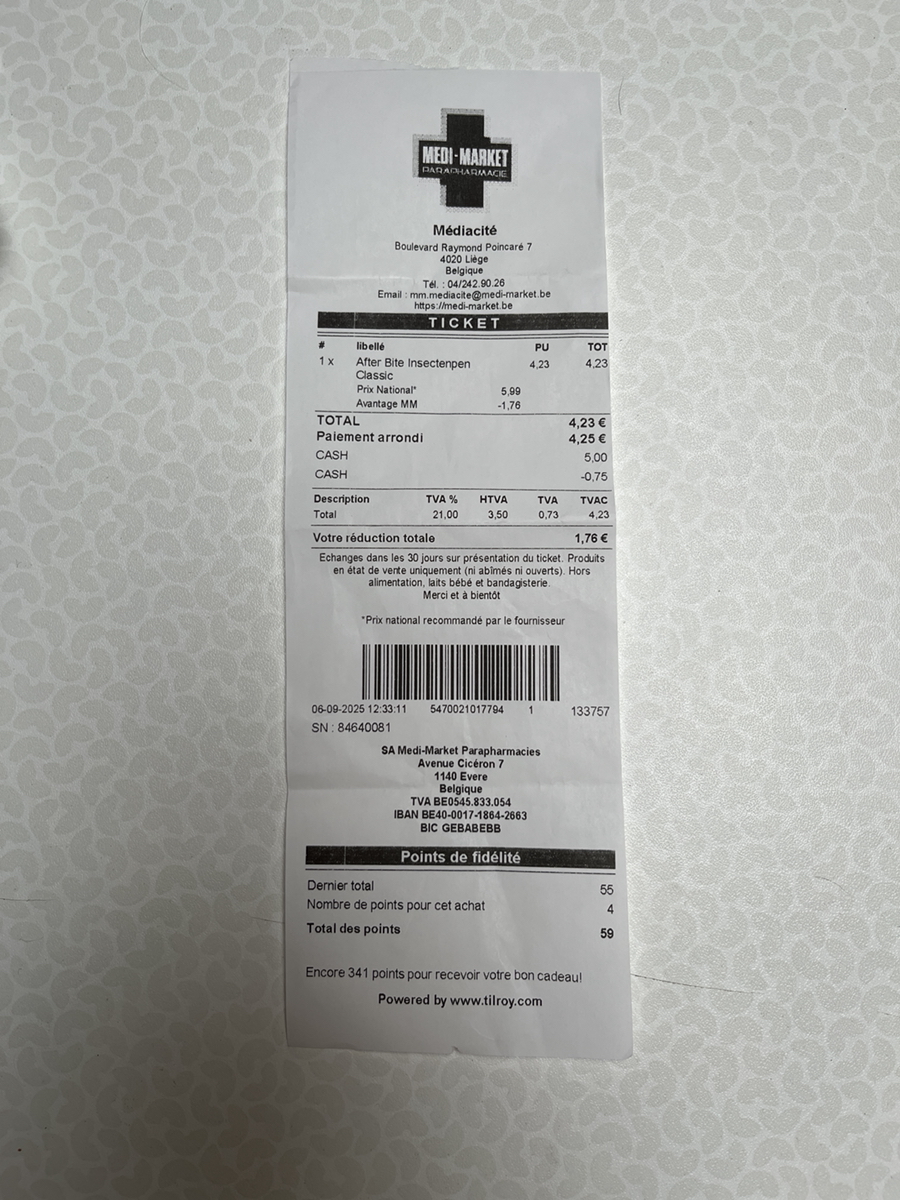 MEDI-MARKET
PARAPHARMACIE
Médiacité
Boulevard Raymond Poincaré 7
4020 Liège
Belgique
Tél. : 04/242.90.26
Email : mm.mediacite@medi-market.be
https://medi-market.be
TICKET
# libellé PU TOT
1 x After Bite Insectenpen 4,23 4,23
Classic
Prix National* 5,99
Avantage MM -1,76
TOTAL 4,23 €
Paiement arrondi 4,25 €
CASH 5,00
CASH -0,75
Description TVA % HTVA TVA TVAC
Total 21,00 3,50 0,73 4,23
Votre réduction totale 1,76 €
Echanges dans les 30 jours sur présentation du ticket. Produits
en état de vente uniquement (ni abîmés ni ouverts). Hors
alimentation, laits bébé et bandagisterie.
Merci et à bientôt
*Prix national recommandé par le fournisseur
06-09-2025 12:33:11 5470021017794 1 133757
SN : 84640081
SA Medi-Market Parapharmacies
Avenue Cicéron 7
1140 Evere
Belgique
TVA BE0545.833.054
IBAN BE40-0017-1864-2663
BIC GEBABEBB
Points de fidélité
Dernier total 55
Nombre de points pour cet achat 4
Total des points 59
Encore 341 points pour recevoir votre bon cadeau!
Powered by www.tilroy.com